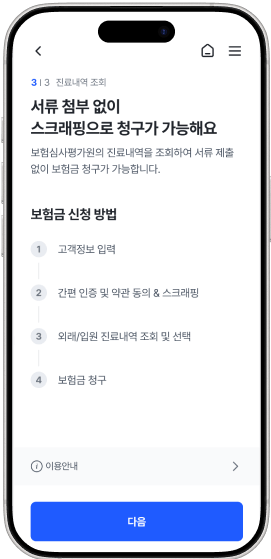 3 | 3 진료내역 조회
서류 첨부 없이
스크래핑으로 청구가 가능해요
보험심사평가원의 진료내역을 조회하여 서류 제출
없이 보험금 청구가 가능합니다.
보험금 신청 방법
1 고객정보 입력
2 간편 인증 및 약관 동의 & 스크래핑
3 외래/입원 진료내역 조회 및 선택
4 보험금 청구
이용안내
다음